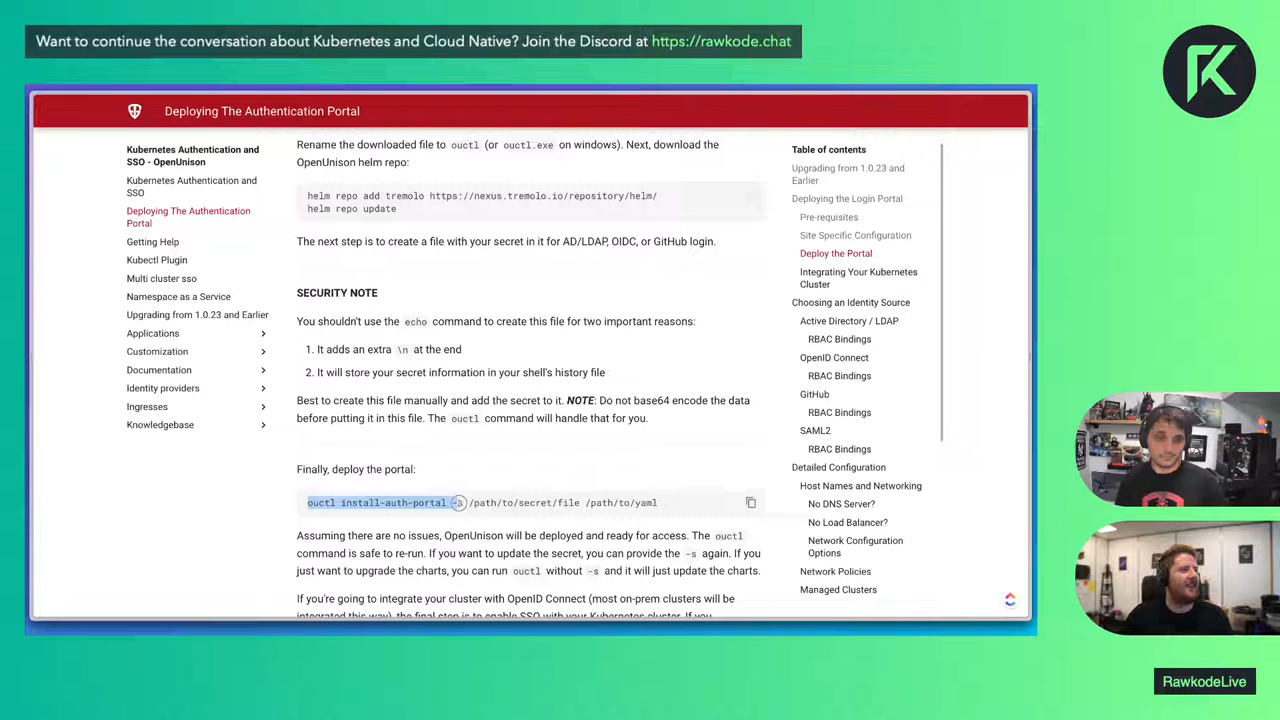 Want to continue the conversation about Kubernetes and Cloud Native? Join the Discord at https://rawkode.chat
Deploying The Authentication Portal
Kubernetes Authentication and
SSO - OpenUnison
Kubernetes Authentication and
SSO
Deploying The Authentication
Portal
Getting Help
Kubectl Plugin
Multi cluster sso
Namespace as a Service
Upgrading from 1.0.23 and Earlier
Applications
Customization
Documentation
Identity providers
Ingresses
Knowledgebase
Rename the downloaded file to ouctl (or ouctl.exe on windows). Next, download the
OpenUnison helm repo:
helm repo add tremolo https://nexus.tremolo.io/repository/helm/
helm repo update
The next step is to create a file with your secret in it for AD/LDAP, OIDC, or GitHub login.
SECURITY NOTE
You shouldn't use the echo command to create this file for two important reasons:
1. It adds an extra \n at the end
2. It will store your secret information in your shell's history file
Best to create this file manually and add the secret to it. NOTE: Do not base64 encode the data
before putting it in this file. The ouctl command will handle that for you.
Finally, deploy the portal:
ouctl install-auth-portal -s /path/to/secret/file /path/to/yaml
Assuming there are no issues, OpenUnison will be deployed and ready for access. The ouctl
command is safe to re-run. If you want to update the secret, you can provide the -s again. If you
just want to upgrade the charts, you can run ouctl without -s and it will just update the charts.
If you're going to integrate your cluster with OpenID Connect (most on-prem clusters will be
integrated this way), the final step is to enable SSO with your Kubernetes cluster. If you
Table of contents
Upgrading from 1.0.23 and
Earlier
Deploying the Login Portal
Pre-requisites
Site Specific Configuration
Deploy the Portal
Integrating Your Kubernetes
Cluster
Choosing an Identity Source
Active Directory / LDAP
RBAC Bindings
OpenID Connect
RBAC Bindings
GitHub
RBAC Bindings
SAML2
RBAC Bindings
Detailed Configuration
Host Names and Networking
No DNS Server?
No Load Balancer?
Network Configuration
Options
Network Policies
Managed Clusters
RawkodeLive